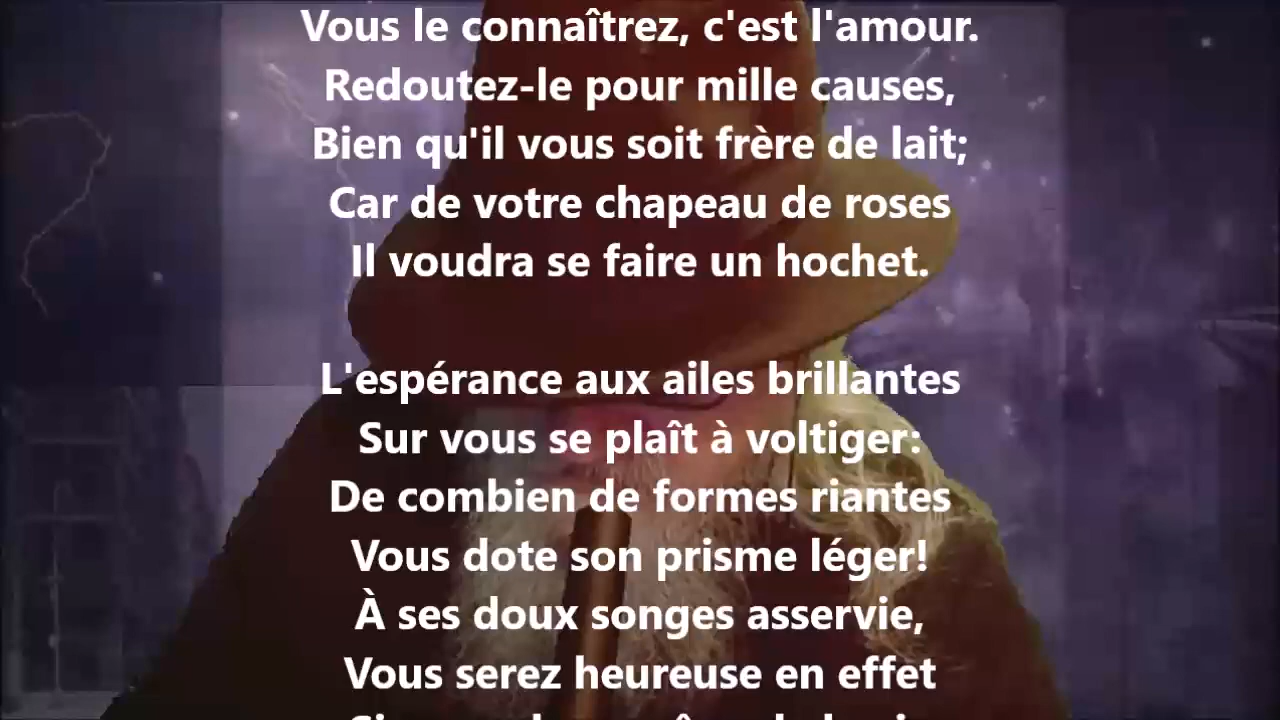 Vous le connaîtrez, c'est l'amour.
Redoutez-le pour mille causes,
Bien qu'il vous soit frère de lait;
Car de votre chapeau de roses
Il voudra se faire un hochet.
L'espérance aux ailes brillantes
Sur vous se plaît à voltiger:
De combien de formes riantes
Vous dote son prisme léger!
À ses doux songes asservie,
Vous serez heureuse en effet